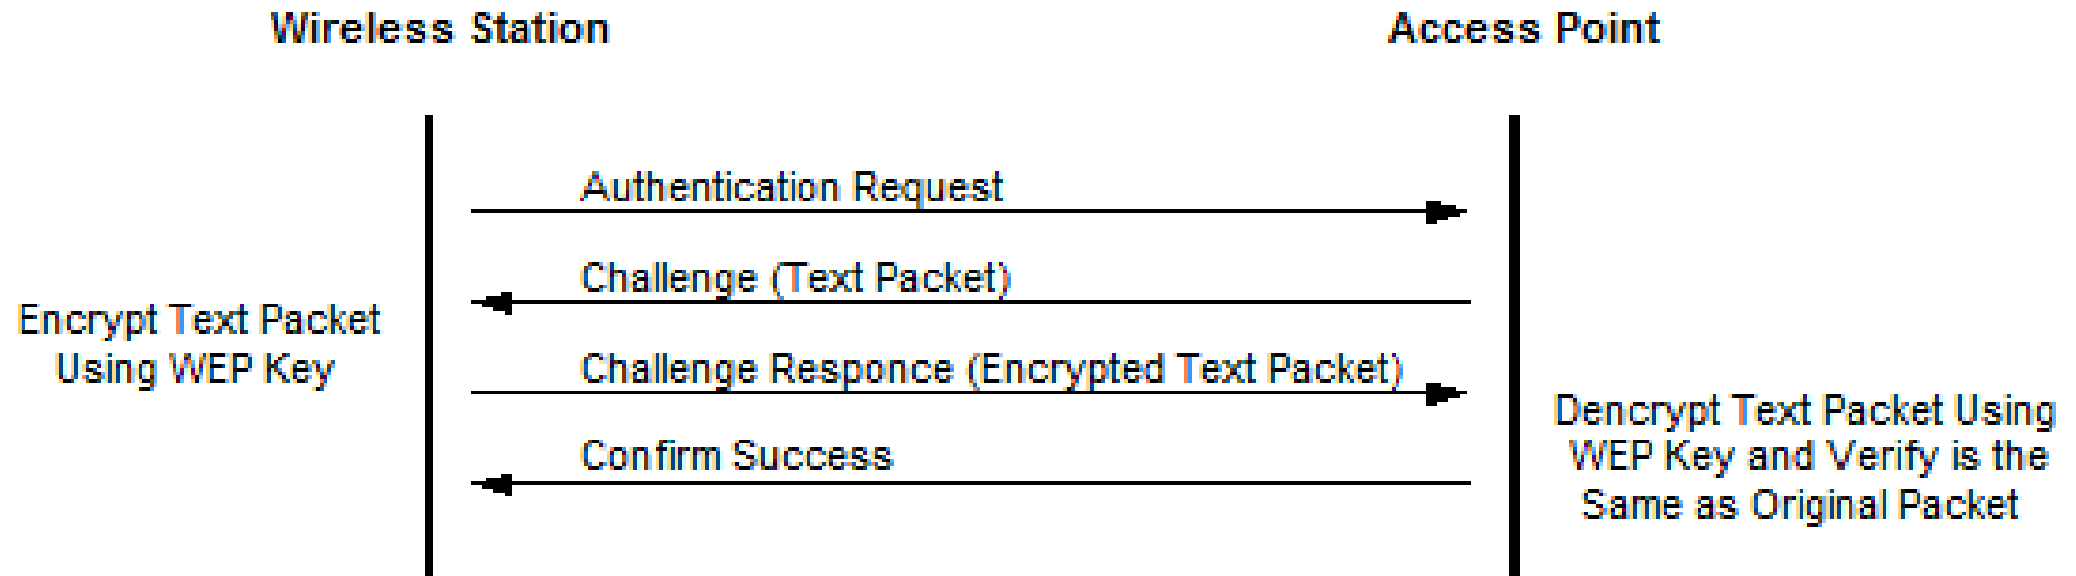 Wireless Station
Access Point
Authentication Request
Challenge (Text Packet)
Encrypt Text Packet
Using WEP Key
Challenge Responce (Encrypted Text Packet)
Dencrypt Text Packet Using
WEP Key and Verify is the
Same as Original Packet
Confirm Success